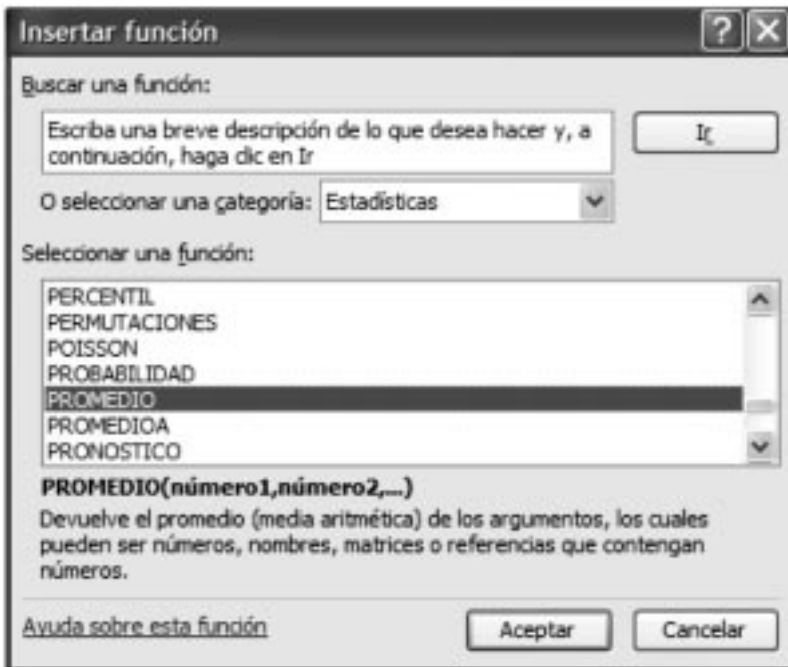 Insertar función
Buscar una función:
Escriba una breve descripción de lo que desea hacer y, a
continuación, haga clic en Ir
Ir
O seleccionar una categoría: Estadísticas
Seleccionar una función:
PERCENTIL
PERMUTACIONES
POISSON
PROBABILIDAD
PROMEDIO
PROMEDIOA
PRONOSTICO
PROMEDIO(número1,número2,...)
Devuelve el promedio (media aritmética) de los argumentos, los cuales
pueden ser números, nombres, matrices o referencias que contengan
números.
Ayuda sobre esta función
Aceptar
Cancelar